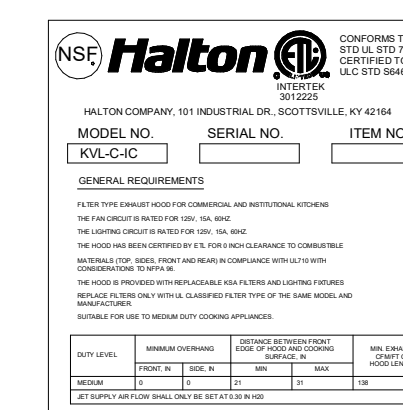 NSF
Halton
ETL
CONFORMS T
STD UL STD 7
CERTIFIED TO
ULC STD S646
INTERTEK
3012225
HALTON COMPANY, 101 INDUSTRIAL DR., SCOTTSVILLE, KY 42164
MODEL NO. SERIAL NO. ITEM NO
KVL-C-IC
GENERAL REQUIREMENTS
FILTER TYPE EXHAUST HOOD FOR COMMERCIAL AND INSTITUTIONAL KITCHENS
THE FAN CIRCUIT IS RATED FOR 125V, 15A, 60HZ.
THE LIGHTING CIRCUIT IS RATED FOR 125V, 15A, 60HZ.
THE HOOD HAS BEEN CERTIFIED BY ETL FOR 0 INCH CLEARANCE TO COMBUSTIBLE
MATERIALS (TOP, SIDES, FRONT AND REAR) IN COMPLIANCE WITH UL710 WITH
CONSIDERATIONS TO NFPA 96.
THE HOOD IS PROVIDED WITH REPLACEABLE KSA FILTERS AND LIGHTING FIXTURES
REPLACE FILTERS ONLY WITH UL CLASSIFIED FILTER TYPE OF THE SAME MODEL AND
MANUFACTURER.
SUITABLE FOR USE TO MEDIUM DUTY COOKING APPLIANCES.
DUTY LEVEL
MINIMUM OVERHANG
DISTANCE BETWEEN FRONT
EDGE OF HOOD AND COOKING
SURFACE, IN
MIN. EXHA
CFM/FT O
HOOD LEN
FRONT, IN SIDE, IN MIN MAX
MEDIUM 0 0 21 31 138
JET SUPPLY AIR FLOW SHALL ONLY BE SET AT 0.30 IN H20